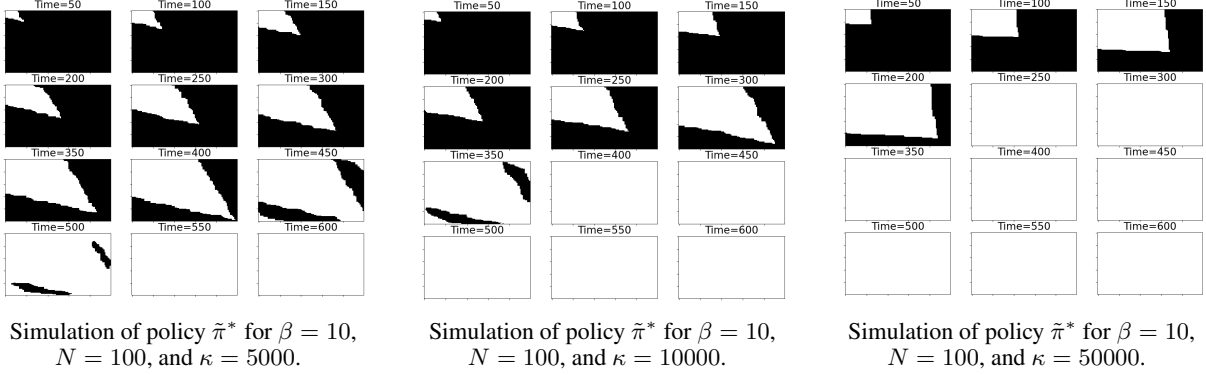 Time=50 Time=100 Time=150
Time=200 Time=250 Time=300
Time=350 Time=400 Time=450
Time=500 Time=550 Time=600
Simulation of policy π̃* for β = 10,
N = 100, and κ = 5000.
Time=50 Time=100 Time=150
Time=200 Time=250 Time=300
Time=350 Time=400 Time=450
Time=500 Time=550 Time=600
Simulation of policy π̃* for β = 10,
N = 100, and κ = 10000.
Time=50 Time=100 Time=150
Time=200 Time=250 Time=300
Time=350 Time=400 Time=450
Time=500 Time=550 Time=600
Simulation of policy π̃* for β = 10,
N = 100, and κ = 50000.